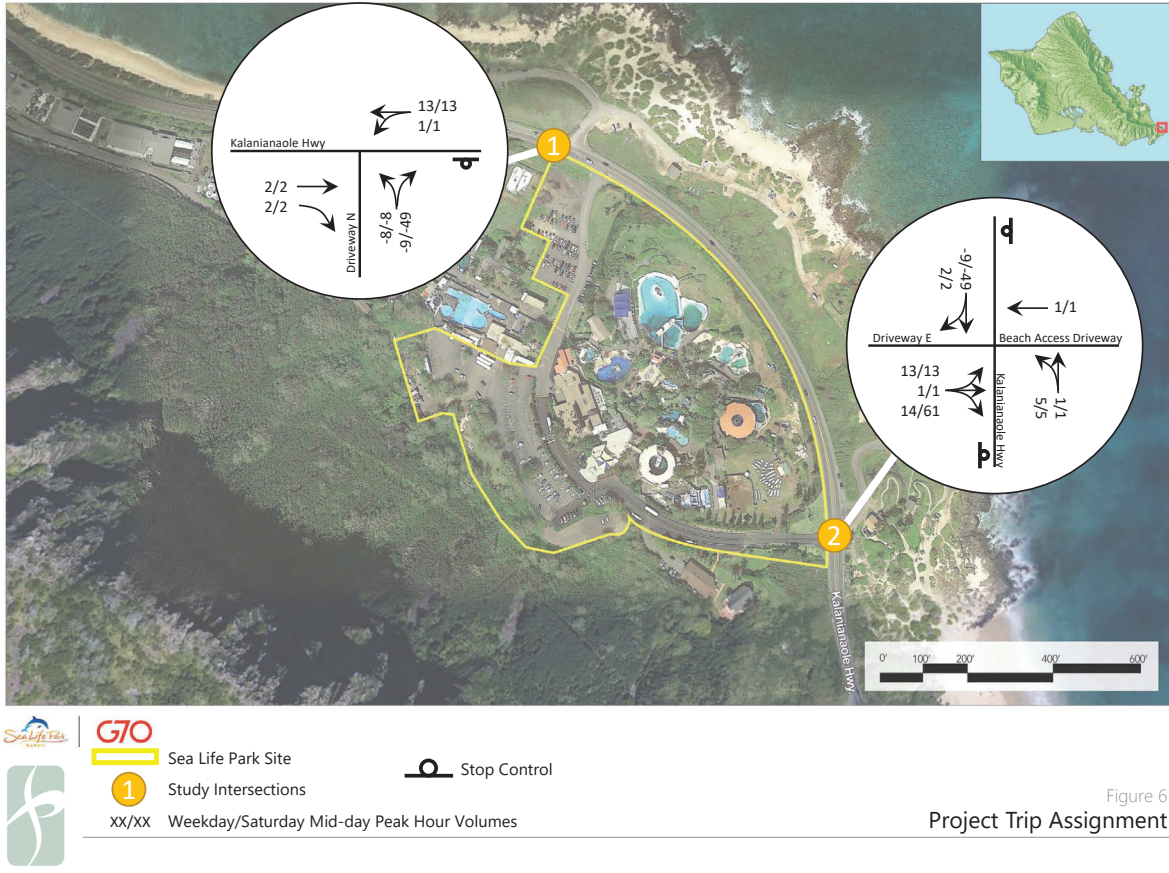 13/13
1/1
Kalanianaole Hwy
2/2
2/2
Driveway N
-8/-8
-9/-49
1
-9/-49
2/2
1/1
Driveway E
Beach Access Driveway
13/13
1/1
14/61
Kalanianaole Hwy
1/1
5/5
2
Kalanianaole Hwy
0'
100'
200'
400'
600'
Sea Life Park
HAWAII
G70
Sea Life Park Site
1
Study Intersections
Stop Control
XX/XX
Weekday/Saturday Mid-day Peak Hour Volumes
Figure 6
Project Trip Assignment